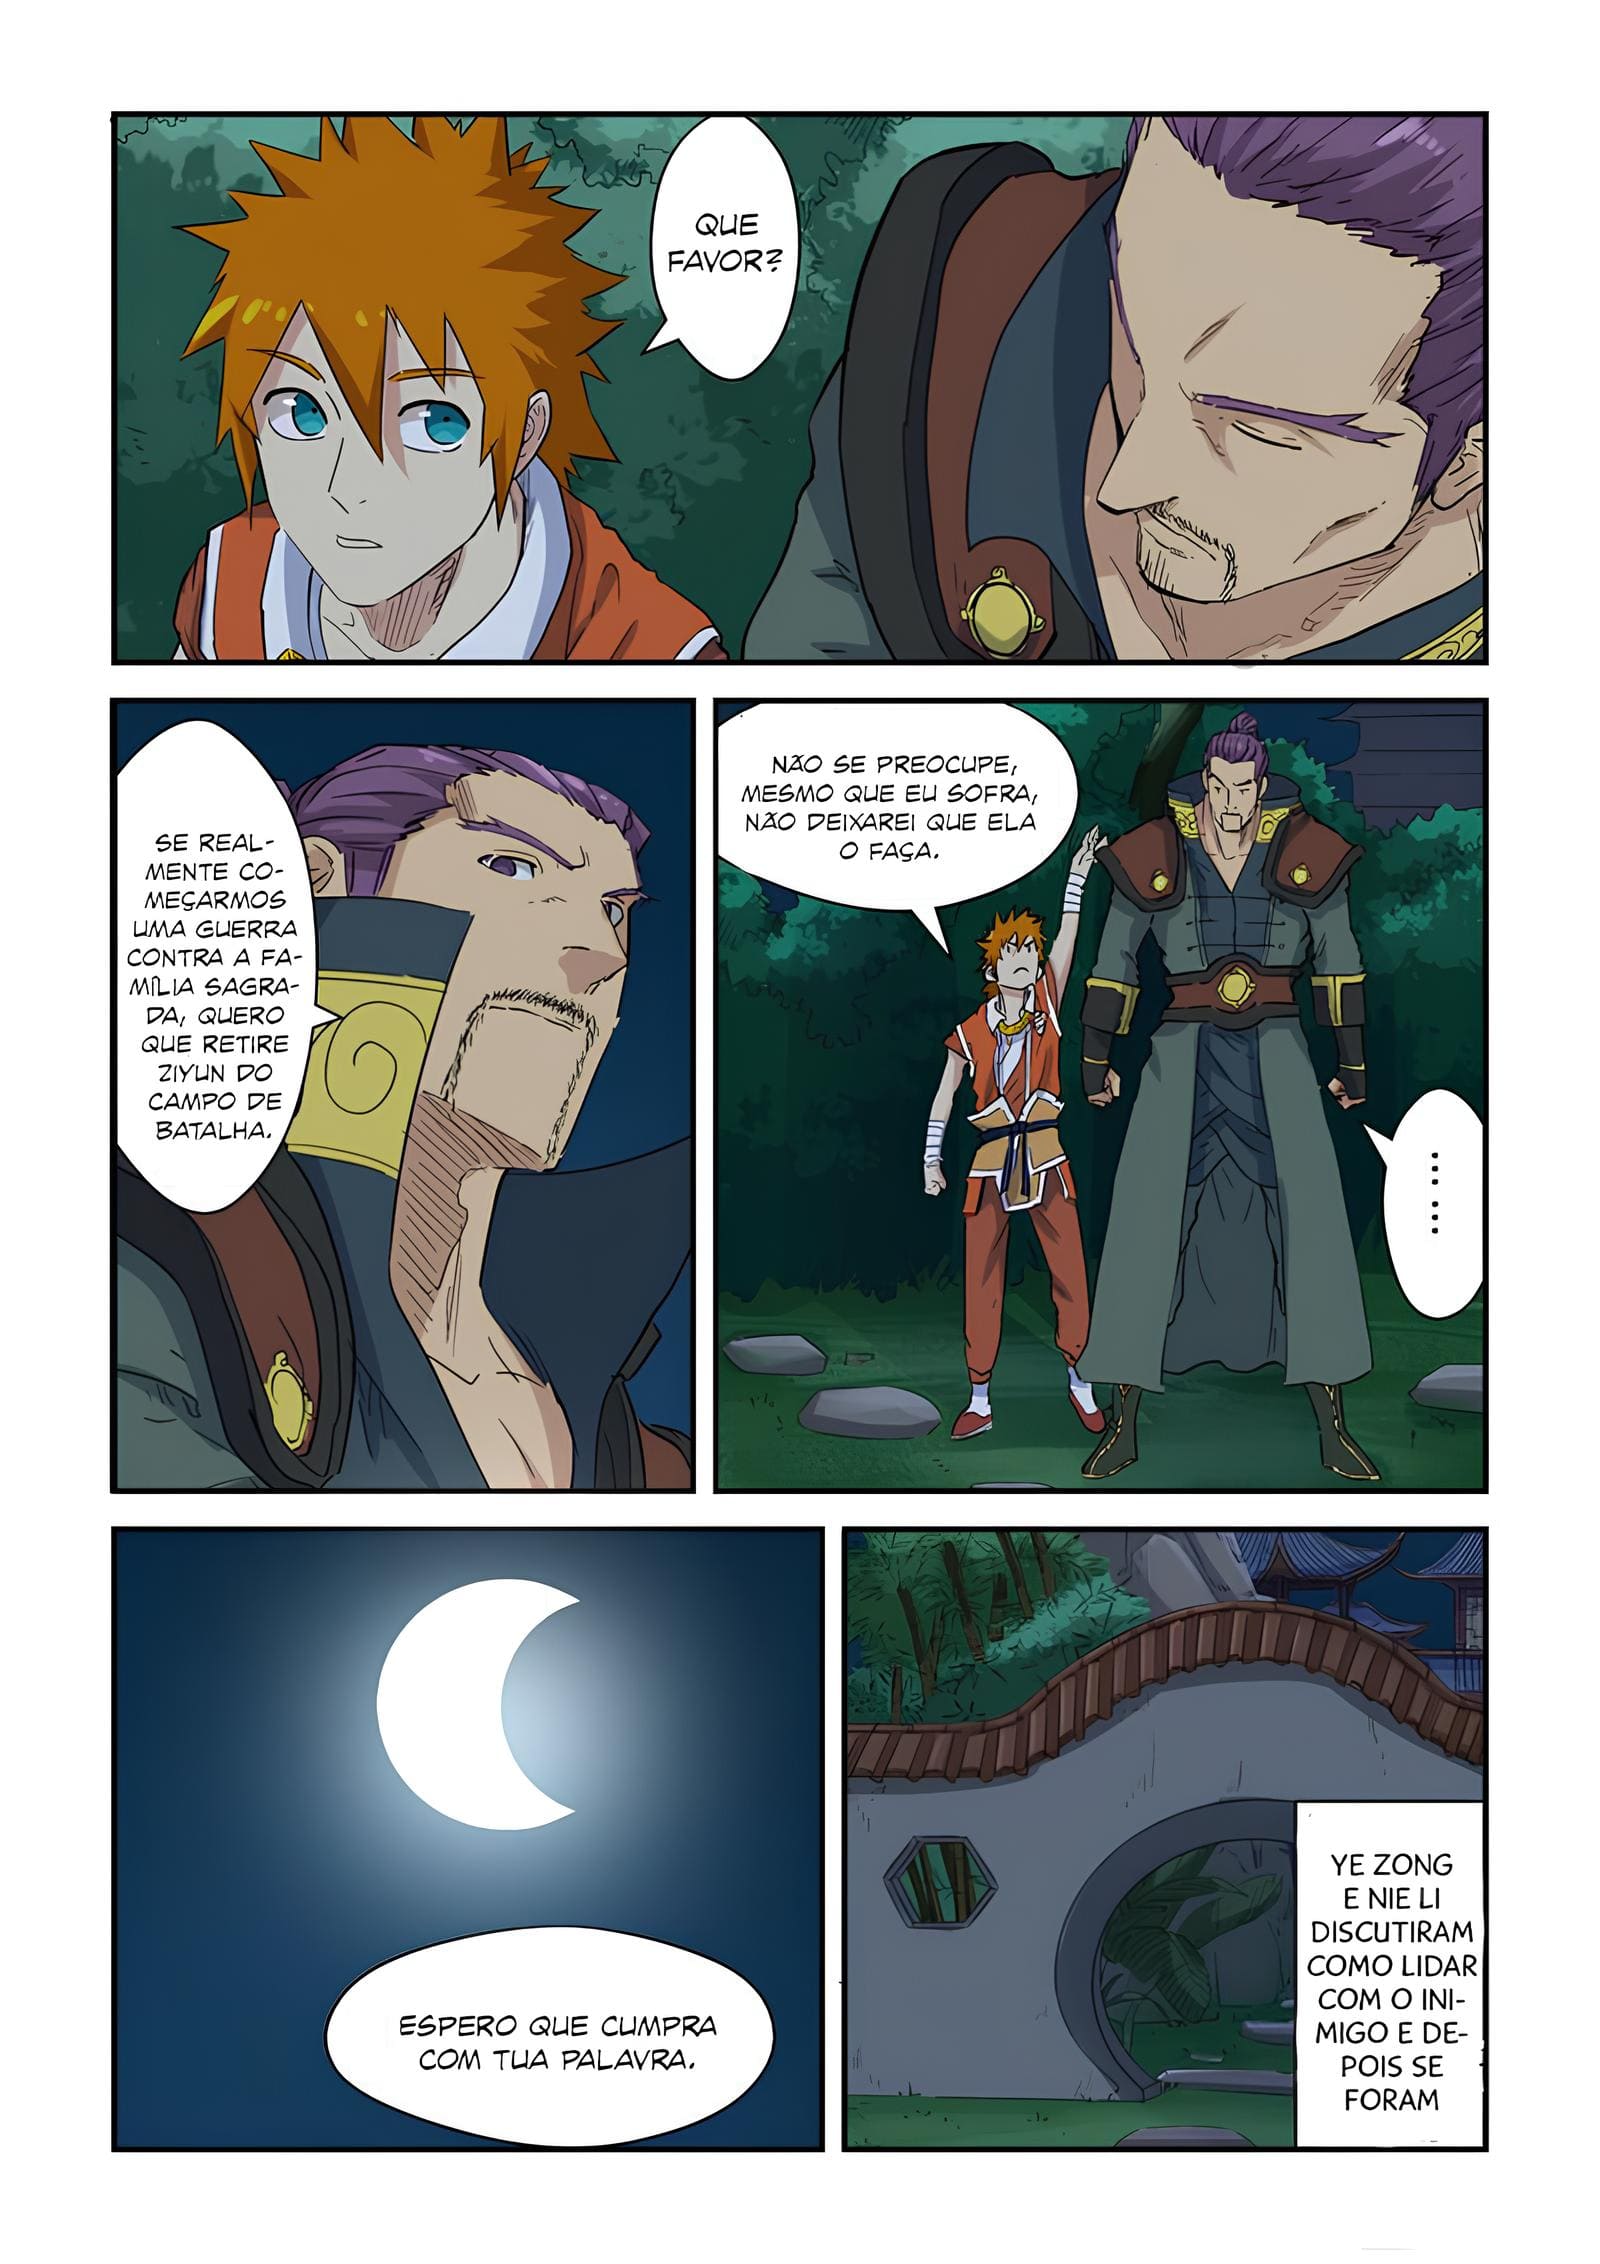 QUE
FAVOR?
SE REAL-
MENTE CO-
MEÇARMOS
UMA GUERRA
CONTRA A FA-
MÍLIA SAGRA-
DA, QUERO
QUE RETIRE
ZIYUN DO
CAMPO DE
BATALHA.
NÃO SE PREOCUPE,
MESMO QUE EU SOFRA,
NÃO DEIXAREI QUE ELA
O FAÇA.
......
ESPERO QUE CUMPRA
COM TUA PALAVRA.
YE ZONG
E NIE LI
DISCUTIRAM
COMO LIDAR
COM O INI-
MIGO E DE-
POIS SE
FORAM